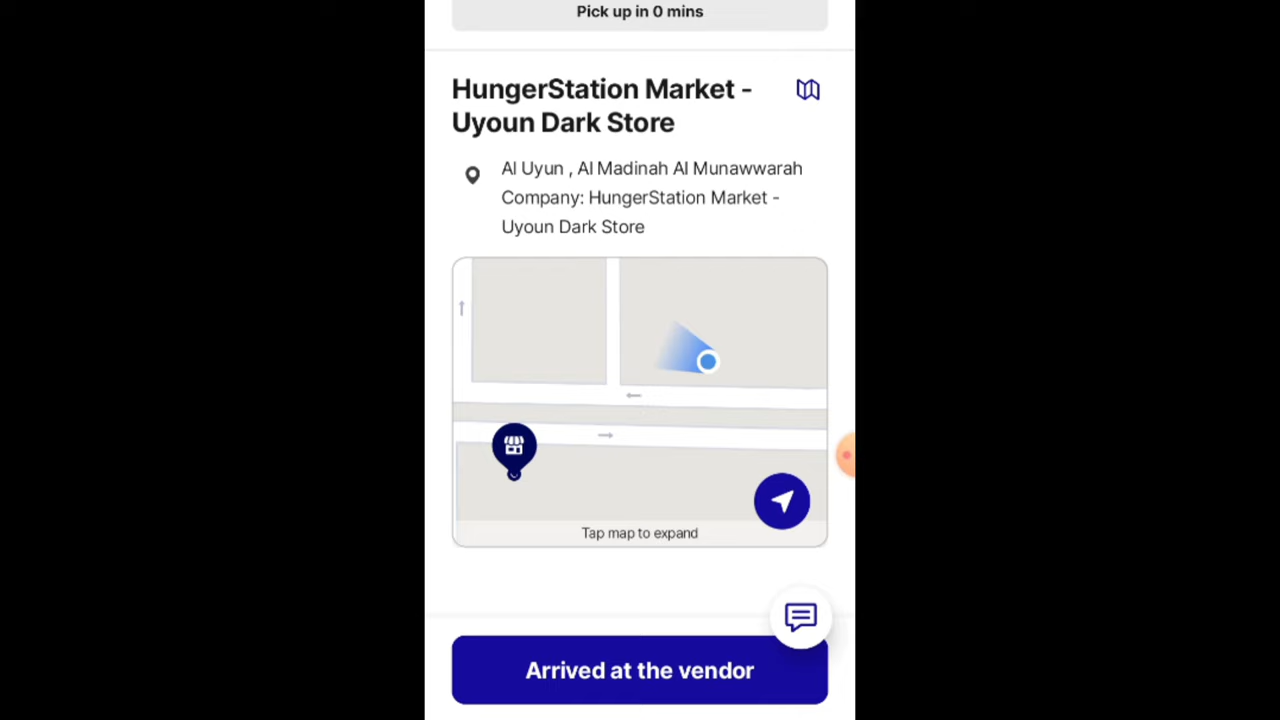 Pick up in 0 mins
HungerStation Market -
Uyoun Dark Store
Al Uyun , Al Madinah Al Munawwarah
Company: HungerStation Market -
Uyoun Dark Store
Tap map to expand
Arrived at the vendor